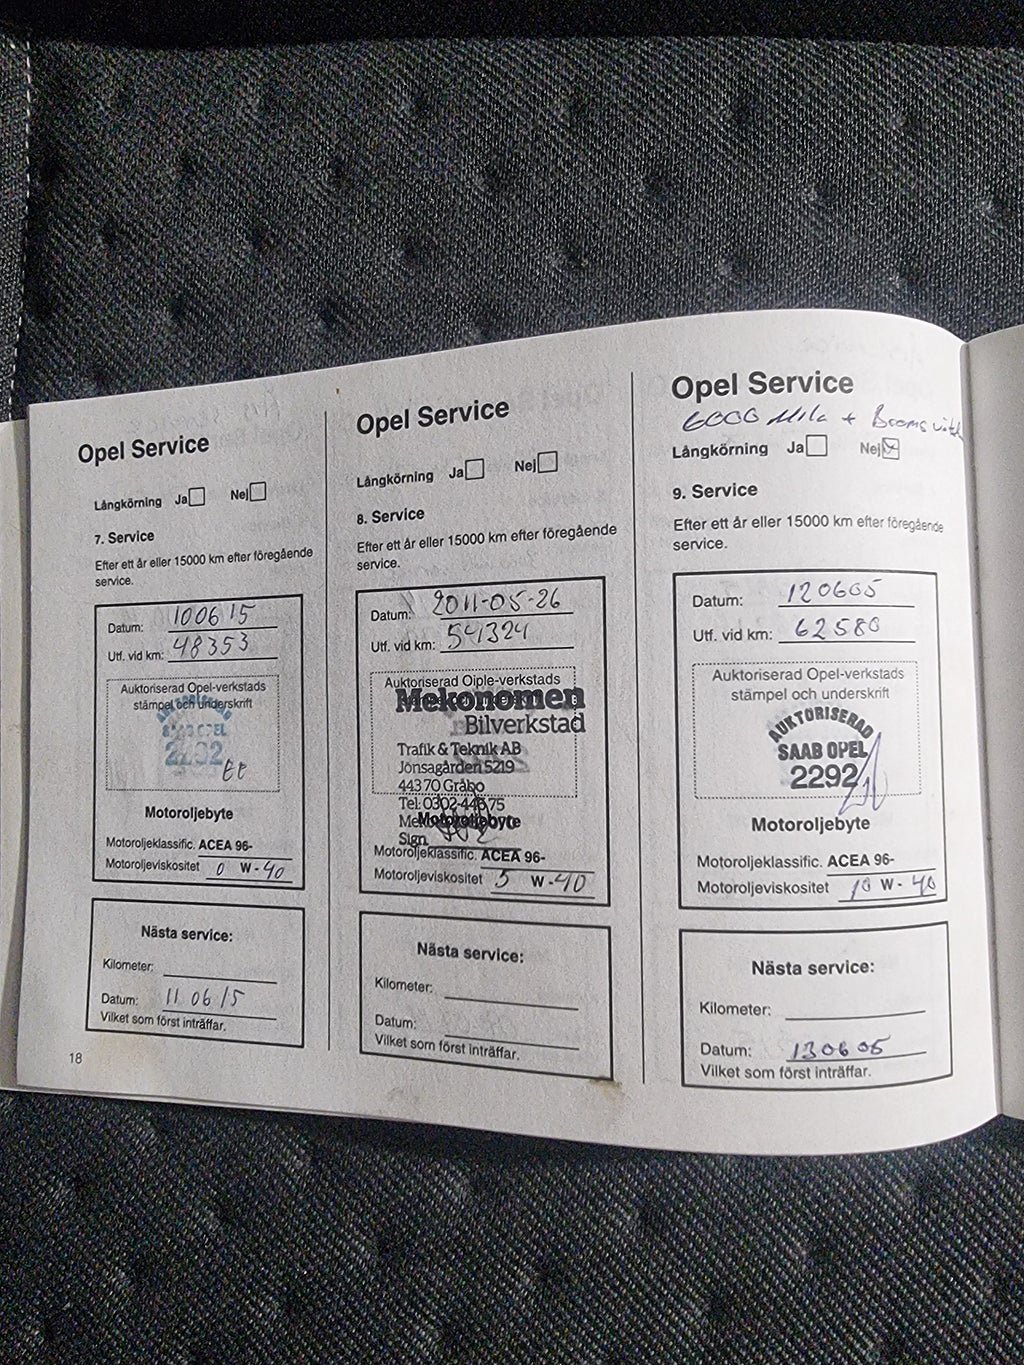 Opel Service
Långkörning Ja Nej
7. Service
Efter ett år eller 15000 km efter föregående
service.
Datum: 100615
Utf. vid km: 48353
Auktoriserad Opel-verkstads
stämpel och underskrift
AUKTORISERAD
SAAB OPEL
2292
Motoroljebyte
Motoroljeklassific. ACEA 96-
Motoroljeviskositet 0 W-40
Nästa service:
Kilometer:
Datum: 110615
Vilket som först inträffar.
18
Opel Service
Långkörning Ja Nej
8. Service
Efter ett år eller 15000 km efter föregående
service.
Datum: 2011-05-26
Utf. vid km: 54324
Auktoriserad Opel-verkstads
Mekonomen
Bilverkstad
Trafik & Teknik AB
Jönsagården 5219
443 70 Gråbo
Tel: 0302-446 75
Motoroljebyte
Sign.
Motoroljeklassific. ACEA 96-
Motoroljeviskositet 5 W-40
Nästa service:
Kilometer:
Datum:
Vilket som först inträffar.
Opel Service
6000 Mila + Broms
Långkörning Ja Nej
9. Service
Efter ett år eller 15000 km efter föregående
service.
Datum: 120605
Utf. vid km: 62580
Auktoriserad Opel-verkstads
stämpel och underskrift
AUKTORISERAD
SAAB OPEL
2292
Motoroljebyte
Motoroljeklassific. ACEA 96-
Motoroljeviskositet 10 W-40
Nästa service:
Kilometer:
Datum: 130605
Vilket som först inträffar.